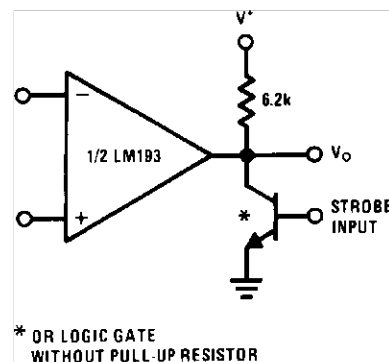 V+
6.2k
−
1/2 LM193
VO
+
*
STROBE
INPUT
* OR LOGIC GATE
WITHOUT PULL-UP RESISTOR